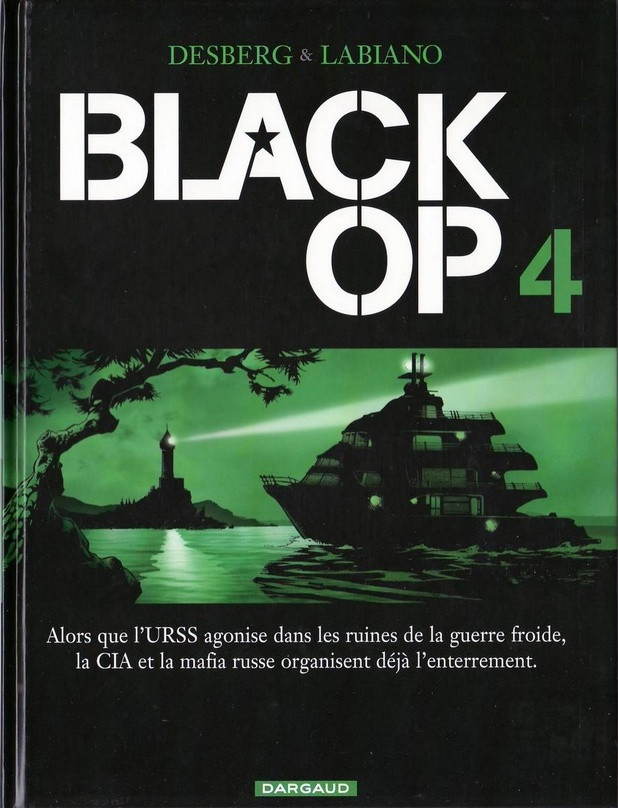 DESBERG & LABIANO
BLACK
OP 4
Alors que l'URSS agonise dans les ruines de la guerre froide,
la CIA et la mafia russe organisent déjà l'enterrement.
DARGAUD